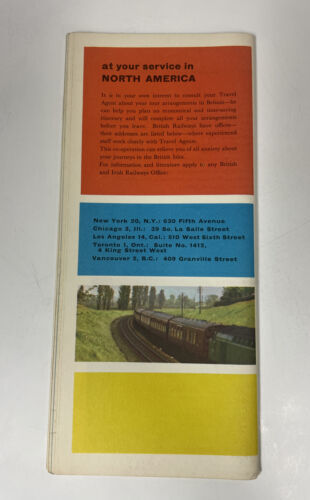 at your service in
NORTH AMERICA
It is in your own interest to consult your Travel
Agent about your tour arrangements in Britain—he
can help you plan an economical and time-saving
itinerary and will complete all your arrangements
before you leave. British Railways have offices—
their addresses are listed below—where experienced
staff work closely with Travel Agents.
This co-operation can relieve you of all anxiety about
your journeys in the British Isles.
For information and literature apply to any British
and Irish Railways Office:
New York 20, N.Y.: 630 Fifth Avenue
Chicago 3, Ill.: 39 So. La Salle Street
Los Angeles 14, Cal.: 510 West Sixth Street
Toronto 1, Ont.: Suite No. 1412,
4 King Street West
Vancouver 2, B.C.: 409 Granville Street